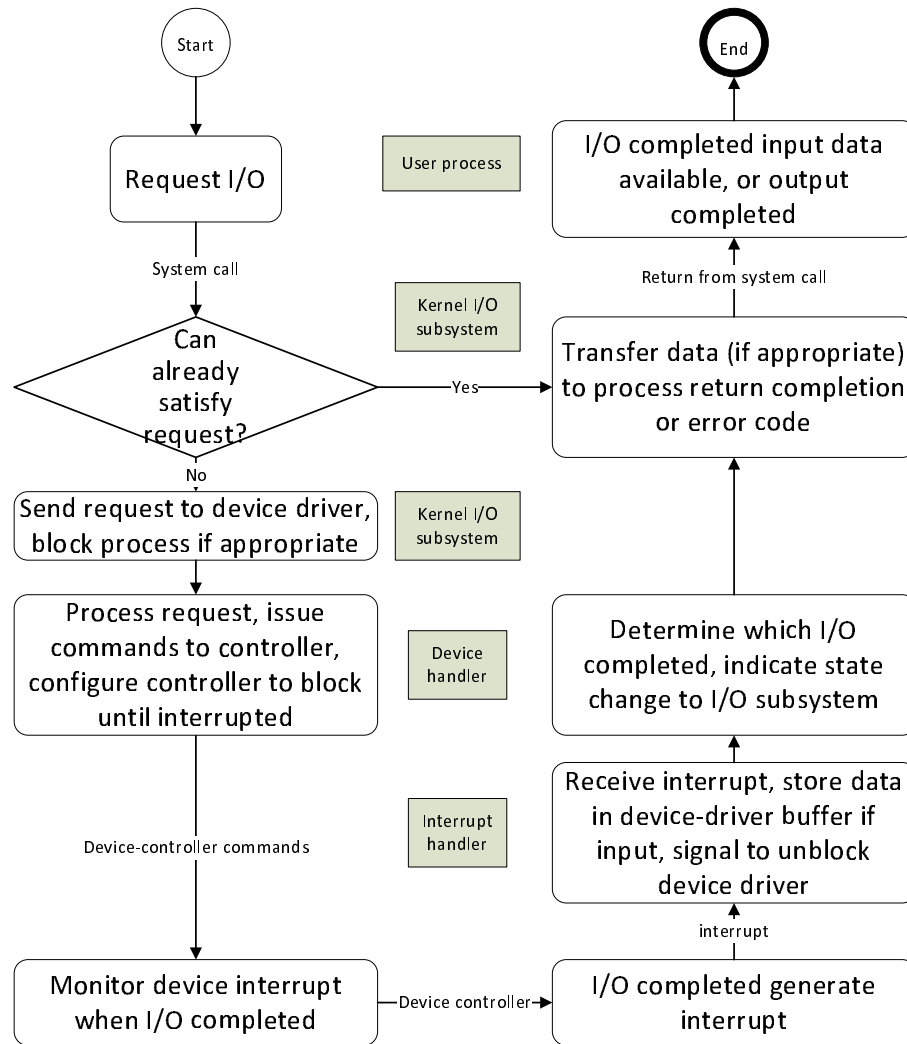 Start
End
Request I/O
User process
I/O completed input data
available, or output
completed
System call
Return from system call
Kernel I/O
subsystem
Can
already
satisfy
request?
Yes
Transfer data (if appropriate)
to process return completion
or error code
No
Send request to device driver,
block process if appropriate
Kernel I/O
subsystem
Process request, issue
commands to controller,
configure controller to block
until interrupted
Device
handler
Determine which I/O
completed, indicate state
change to I/O subsystem
Device-controller commands
Interrupt
handler
Receive interrupt, store data
in device-driver buffer if
input, signal to unblock
device driver
interrupt
Monitor device interrupt
when I/O completed
Device controller
I/O completed generate
interrupt